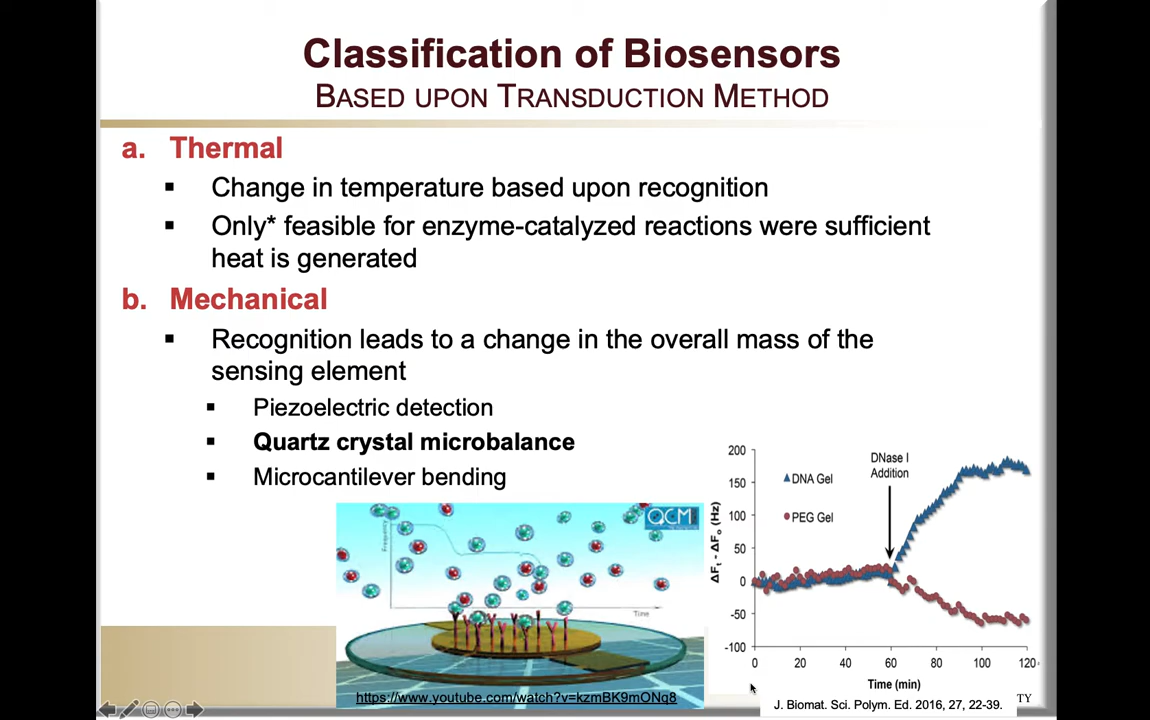 Classification of Biosensors
BASED UPON TRANSDUCTION METHOD
a. Thermal
▪ Change in temperature based upon recognition
▪ Only* feasible for enzyme-catalyzed reactions were sufficient
heat is generated
b. Mechanical
▪ Recognition leads to a change in the overall mass of the
sensing element
▪ Piezoelectric detection
▪ Quartz crystal microbalance
▪ Microcantilever bending
QCM
Frequency
Time
https://www.youtube.com/watch?v=kzmBK9mONq8
200
150
100
50
0
-50
-100
ΔFt - ΔFo (Hz)
DNA Gel
PEG Gel
DNase I
Addition
0 20 40 60 80 100 120
Time (min)
J. Biomat. Sci. Polym. Ed. 2016, 27, 22-39.
TY